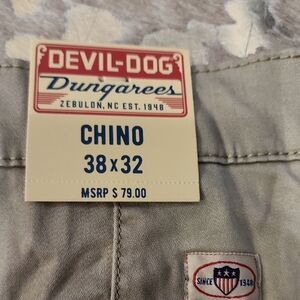 DEVIL-DOG
Dungarees
ZEBULON, NC EST. 1948
CHINO
38x32
MSRP $ 79.00
SINCE 1948